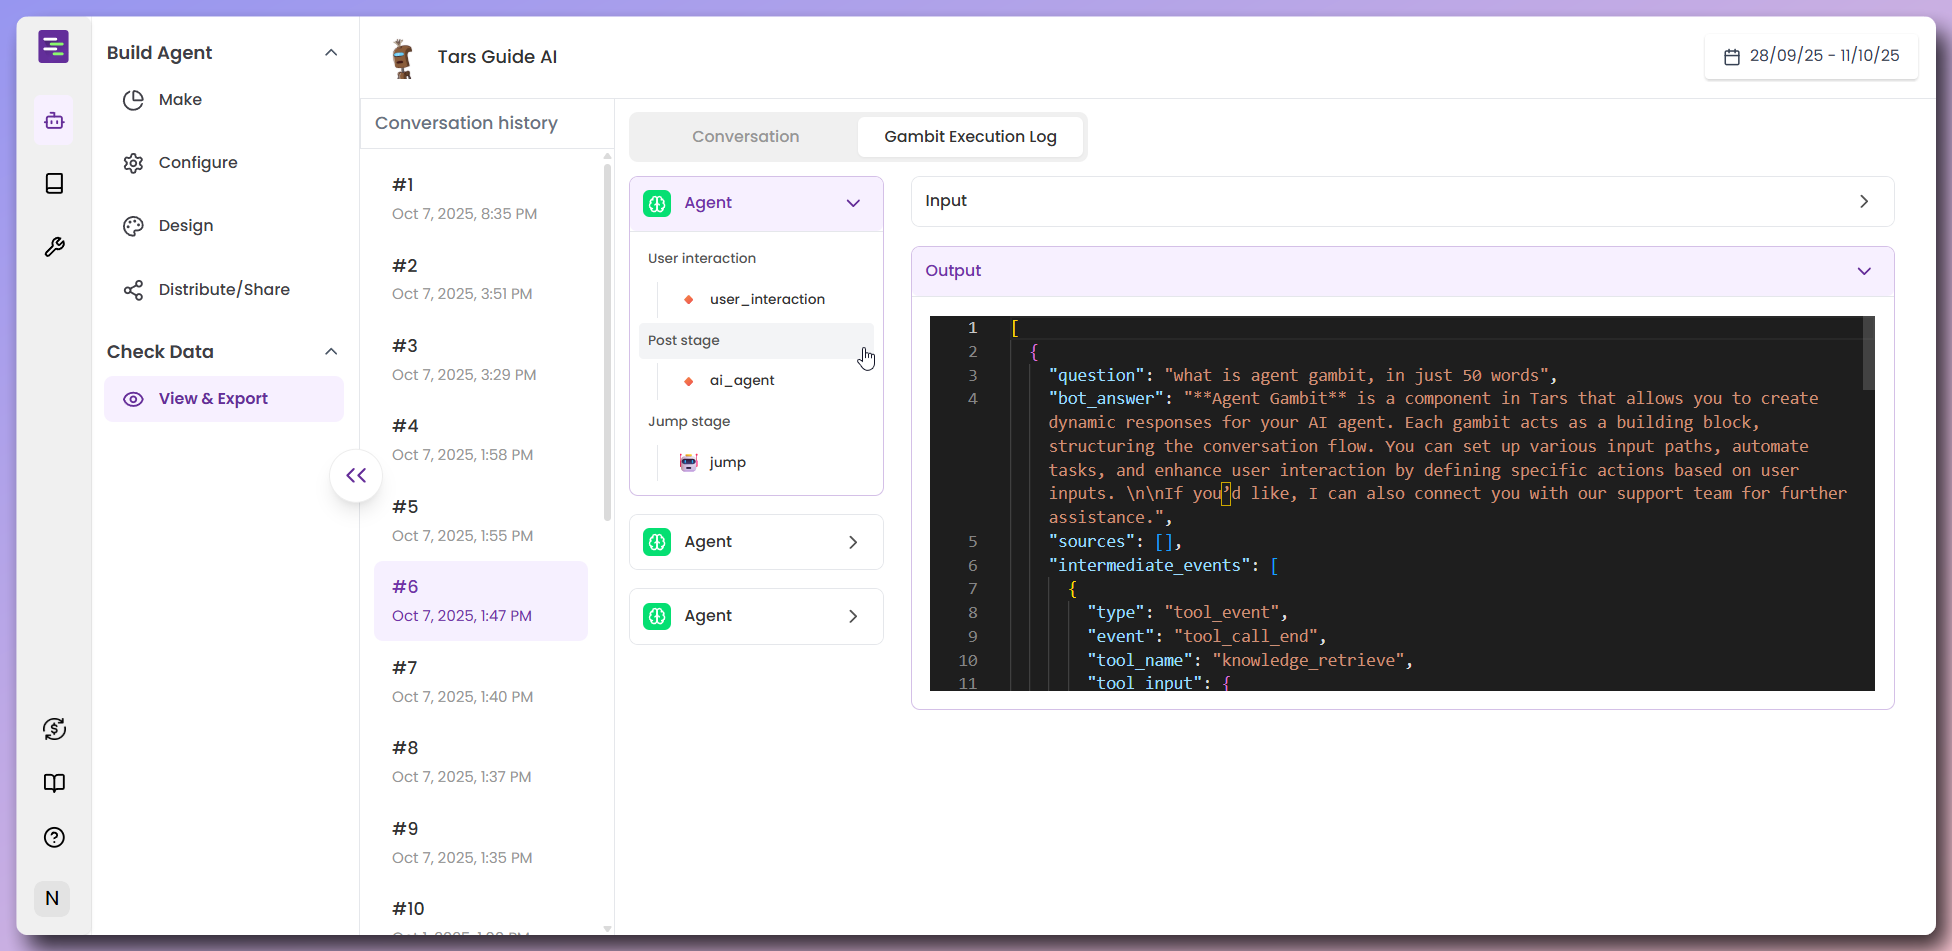 Build Agent
Make
Configure
Design
Distribute/Share
Check Data
View & Export
N
Tars Guide AI
28/09/25 - 11/10/25
Conversation history
#1
Oct 7, 2025, 8:35 PM
#2
Oct 7, 2025, 3:51 PM
#3
Oct 7, 2025, 3:29 PM
#4
Oct 7, 2025, 1:58 PM
#5
Oct 7, 2025, 1:55 PM
#6
Oct 7, 2025, 1:47 PM
#7
Oct 7, 2025, 1:40 PM
#8
Oct 7, 2025, 1:37 PM
#9
Oct 7, 2025, 1:35 PM
#10
Conversation
Gambit Execution Log
Agent
User interaction
user_interaction
Post stage
ai_agent
Jump stage
jump
Agent
Agent
Input
Output
1 [
2 {
3 "question": "what is agent gambit, in just 50 words",
4 "bot_answer": "**Agent Gambit** is a component in Tars that allows you to create
dynamic responses for your AI agent. Each gambit acts as a building block,
structuring the conversation flow. You can set up various input paths, automate
tasks, and enhance user interaction by defining specific actions based on user
inputs. \n\nIf you’d like, I can also connect you with our support team for further
assistance.",
5 "sources": [],
6 "intermediate_events": [
7 {
8 "type": "tool_event",
9 "event": "tool_call_end",
10 "tool_name": "knowledge_retrieve",
11 "tool_input": {